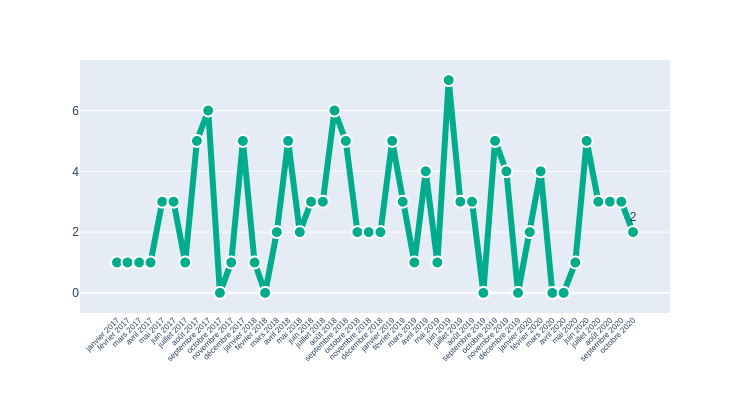 6
4
2
0
2
janvier 2017
février 2017
mars 2017
avril 2017
mai 2017
juin 2017
juillet 2017
août 2017
septembre 2017
octobre 2017
novembre 2017
décembre 2017
janvier 2018
février 2018
mars 2018
avril 2018
mai 2018
juin 2018
juillet 2018
août 2018
septembre 2018
octobre 2018
novembre 2018
décembre 2018
janvier 2019
février 2019
mars 2019
avril 2019
mai 2019
juin 2019
juillet 2019
août 2019
septembre 2019
octobre 2019
novembre 2019
décembre 2019
janvier 2020
février 2020
mars 2020
avril 2020
mai 2020
juin 2020
juillet 2020
août 2020
septembre 2020
octobre 2020